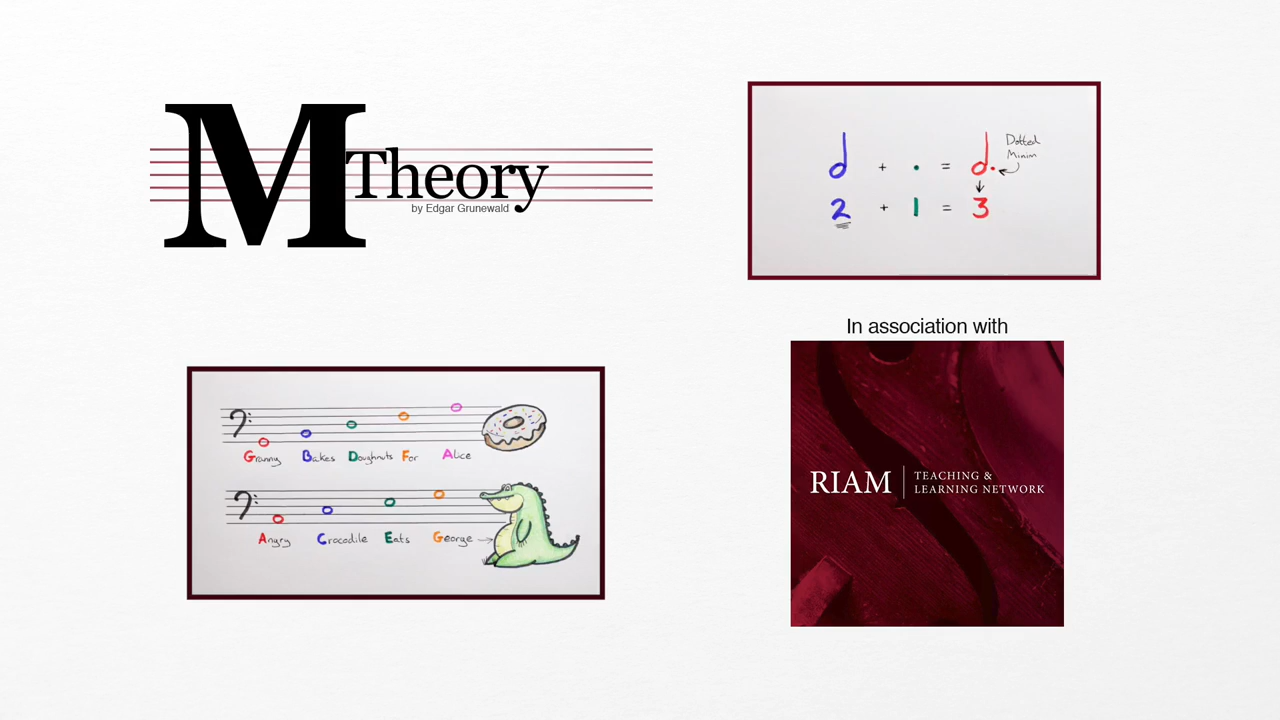 M Theory
by Edgar Grunewald
d + . = d. Dotted
Minim
2 + 1 = 3
In association with
Granny Bakes Doughnuts For Alice
Angry Crocodile Eats George
RIAM TEACHING &
LEARNING NETWORK